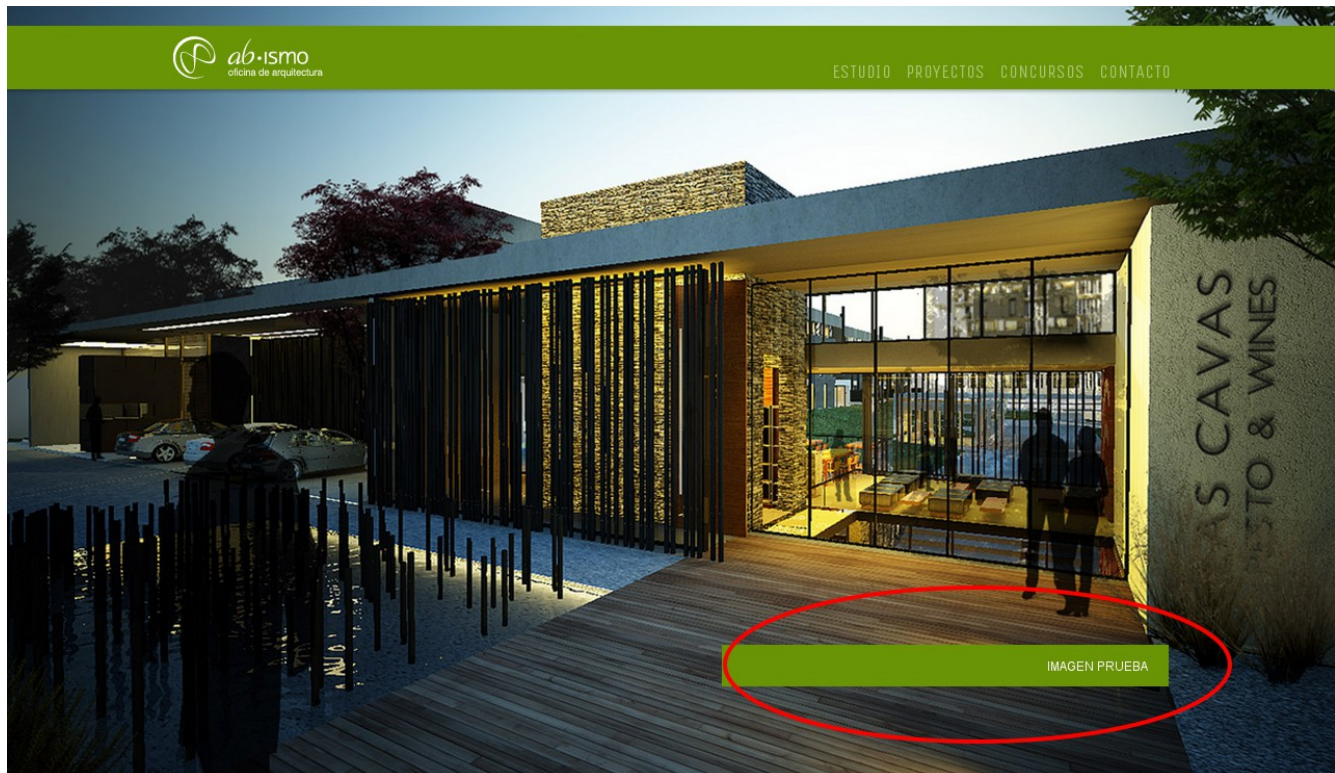 ab•ismo
oficina de arquitectura
ESTUDIO PROYECTOS CONCURSOS CONTACTO
AS CAVAS
STO & WINES
IMAGEN PRUEBA